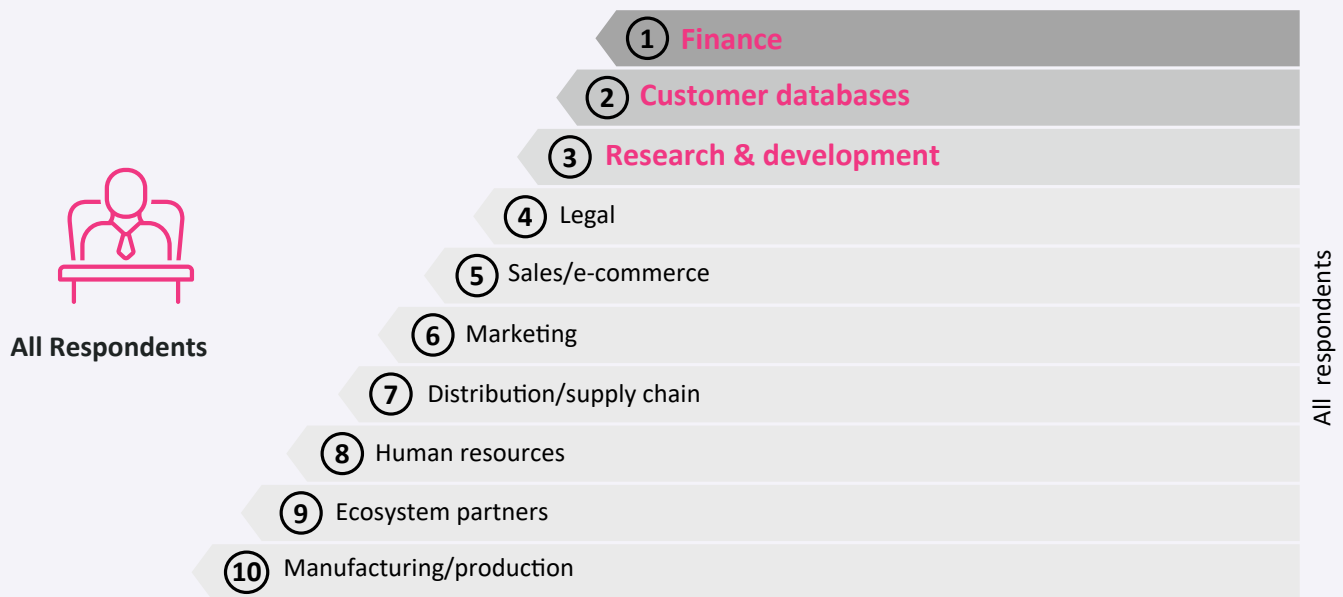 1 Finance
2 Customer databases
3 Research & development
4 Legal
5 Sales/e-commerce
6 Marketing
7 Distribution/supply chain
8 Human resources
9 Ecosystem partners
10 Manufacturing/production
All Respondents
All respondents